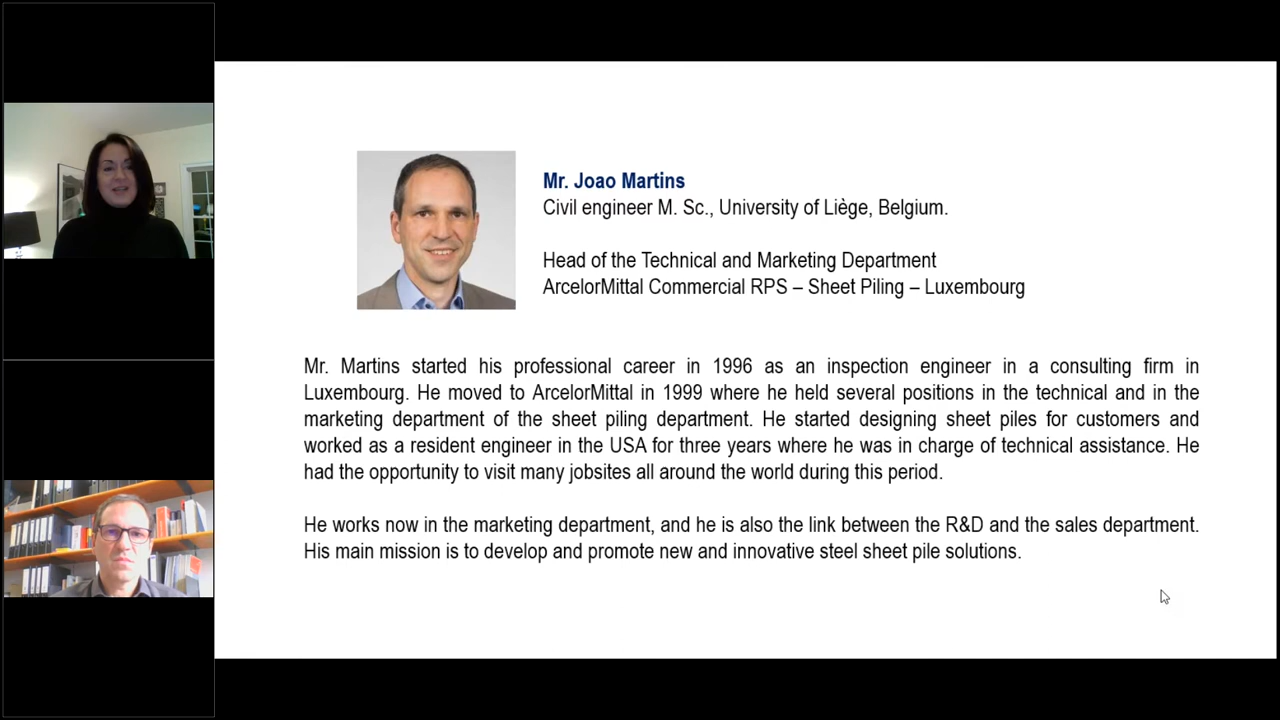 Mr. Joao Martins
Civil engineer M. Sc., University of Liège, Belgium.
Head of the Technical and Marketing Department
ArcelorMittal Commercial RPS – Sheet Piling – Luxembourg
Mr. Martins started his professional career in 1996 as an inspection engineer in a consulting firm in
Luxembourg. He moved to ArcelorMittal in 1999 where he held several positions in the technical and in the
marketing department of the sheet piling department. He started designing sheet piles for customers and
worked as a resident engineer in the USA for three years where he was in charge of technical assistance. He
had the opportunity to visit many jobsites all around the world during this period.
He works now in the marketing department, and he is also the link between the R&D and the sales department.
His main mission is to develop and promote new and innovative steel sheet pile solutions.